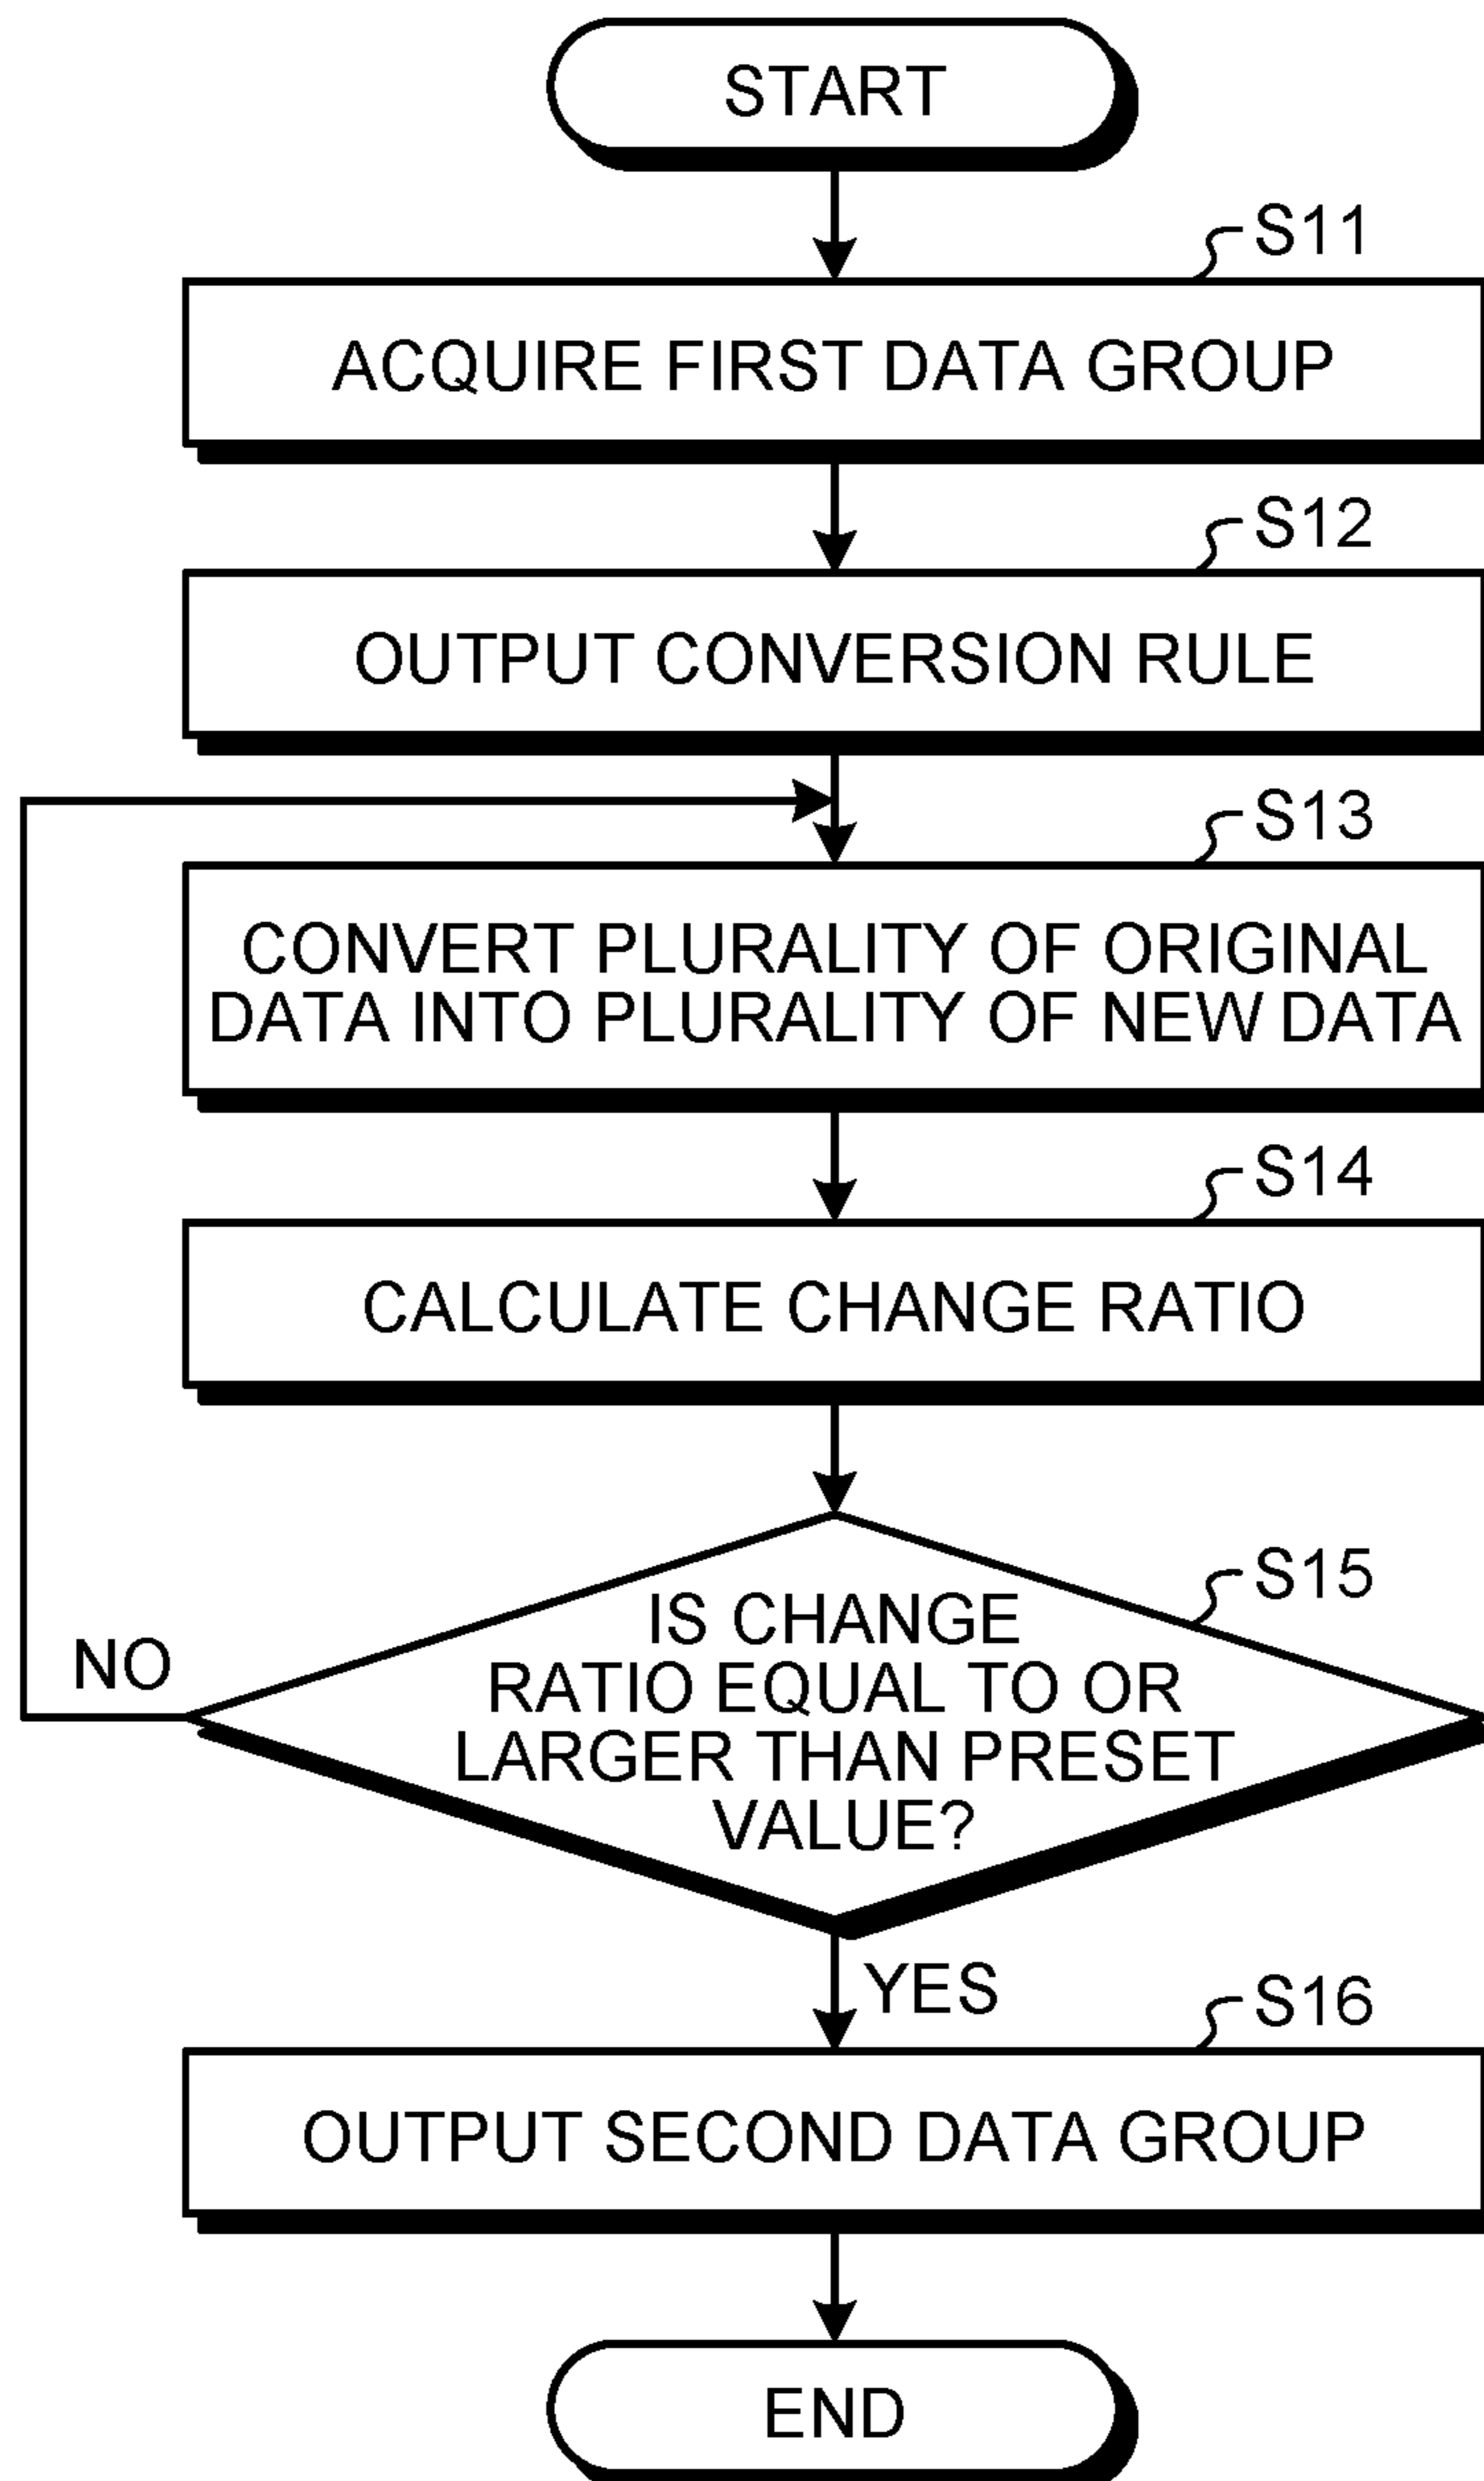 START
S11
ACQUIRE FIRST DATA GROUP
S12
OUTPUT CONVERSION RULE
S13
CONVERT PLURALITY OF ORIGINAL
DATA INTO PLURALITY OF NEW DATA
S14
CALCULATE CHANGE RATIO
S15
IS CHANGE
RATIO EQUAL TO OR
LARGER THAN PRESET
VALUE?
NO
YES
S16
OUTPUT SECOND DATA GROUP
END